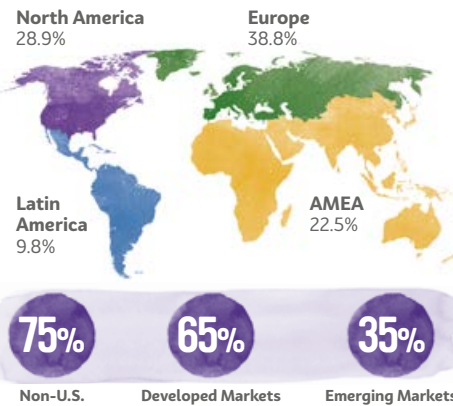 North America
28.9%
Europe
38.8%
Latin
America
9.8%
AMEA
22.5%
75%
65%
35%
Non-U.S.
Developed Markets
Emerging Markets